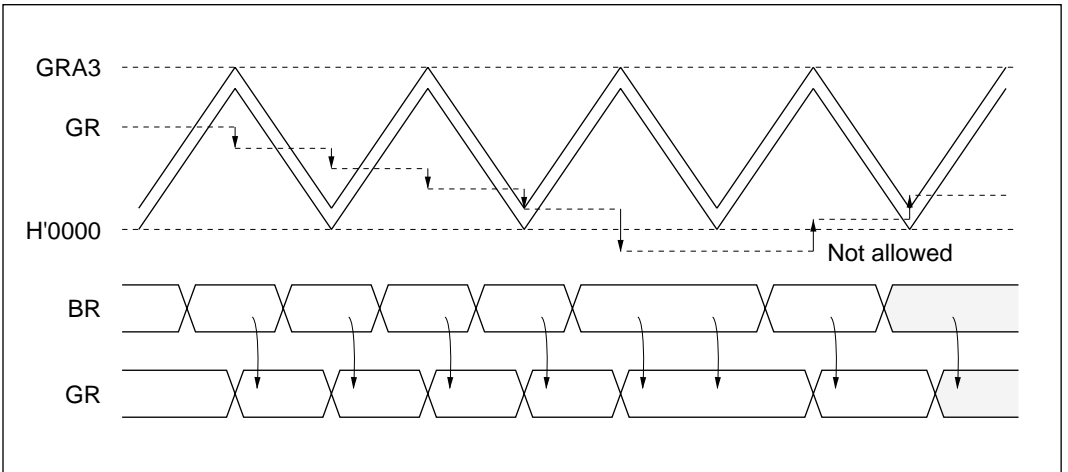 GRA3
GR
H'0000
Not allowed
BR
GR